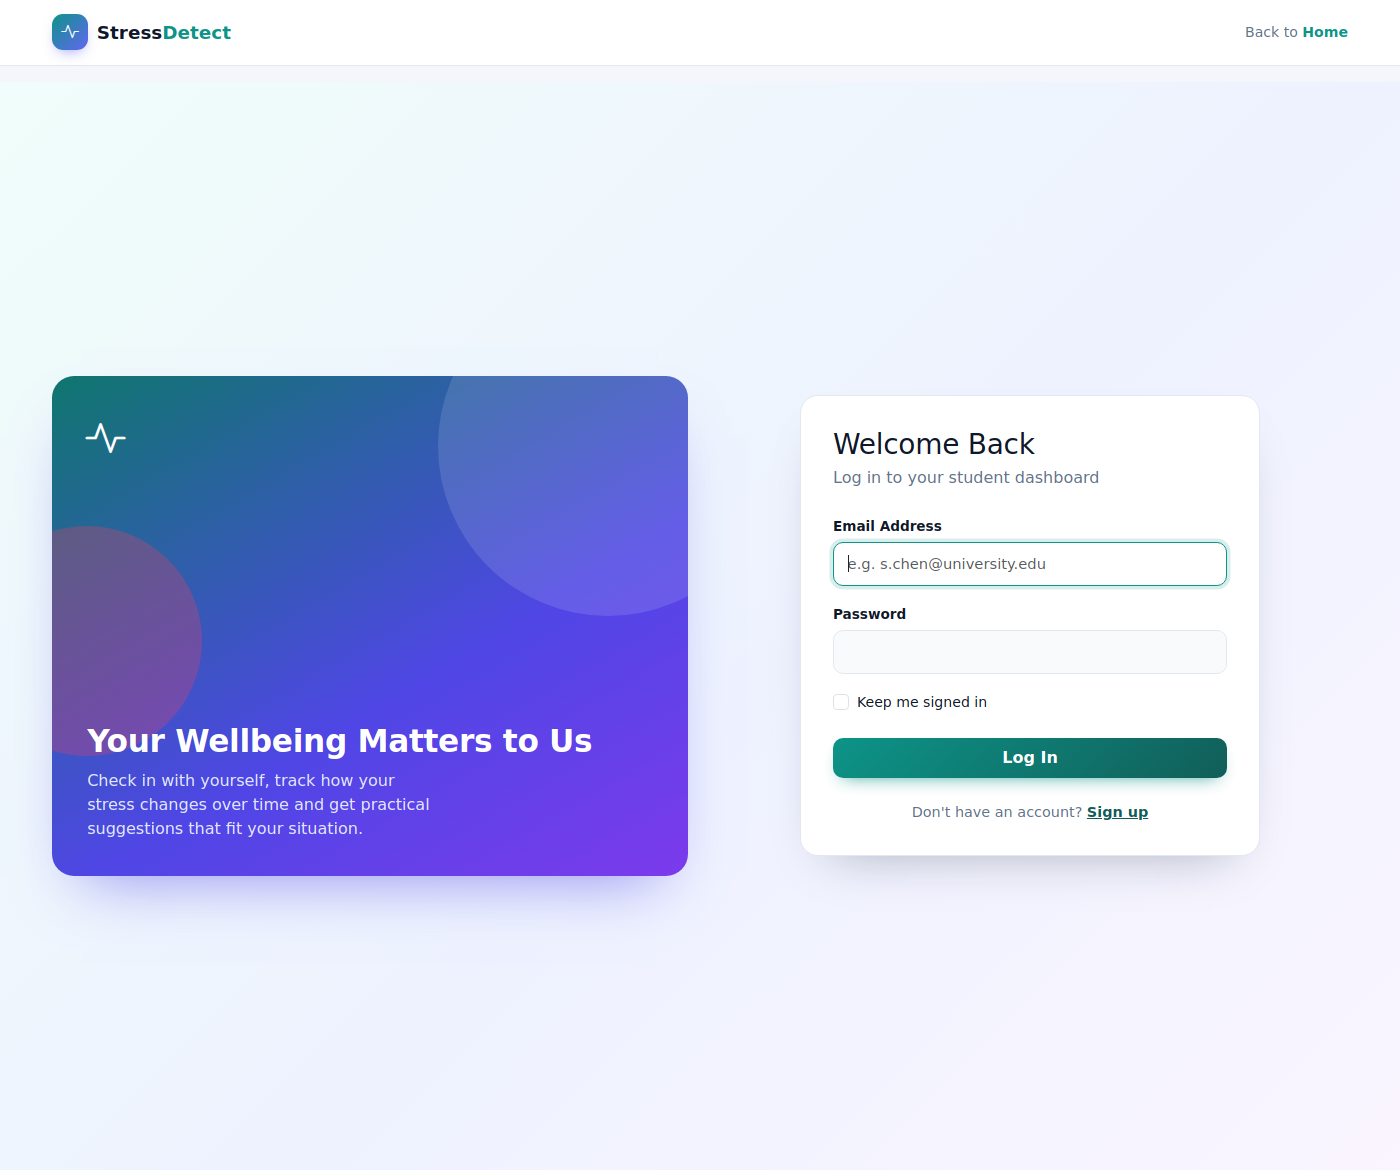 StressDetect
Back to Home
Your Wellbeing Matters to Us
Check in with yourself, track how your
stress changes over time and get practical
suggestions that fit your situation.
Welcome Back
Log in to your student dashboard
Email Address
e.g. s.chen@university.edu
Password
Keep me signed in
Log In
Don't have an account? Sign up